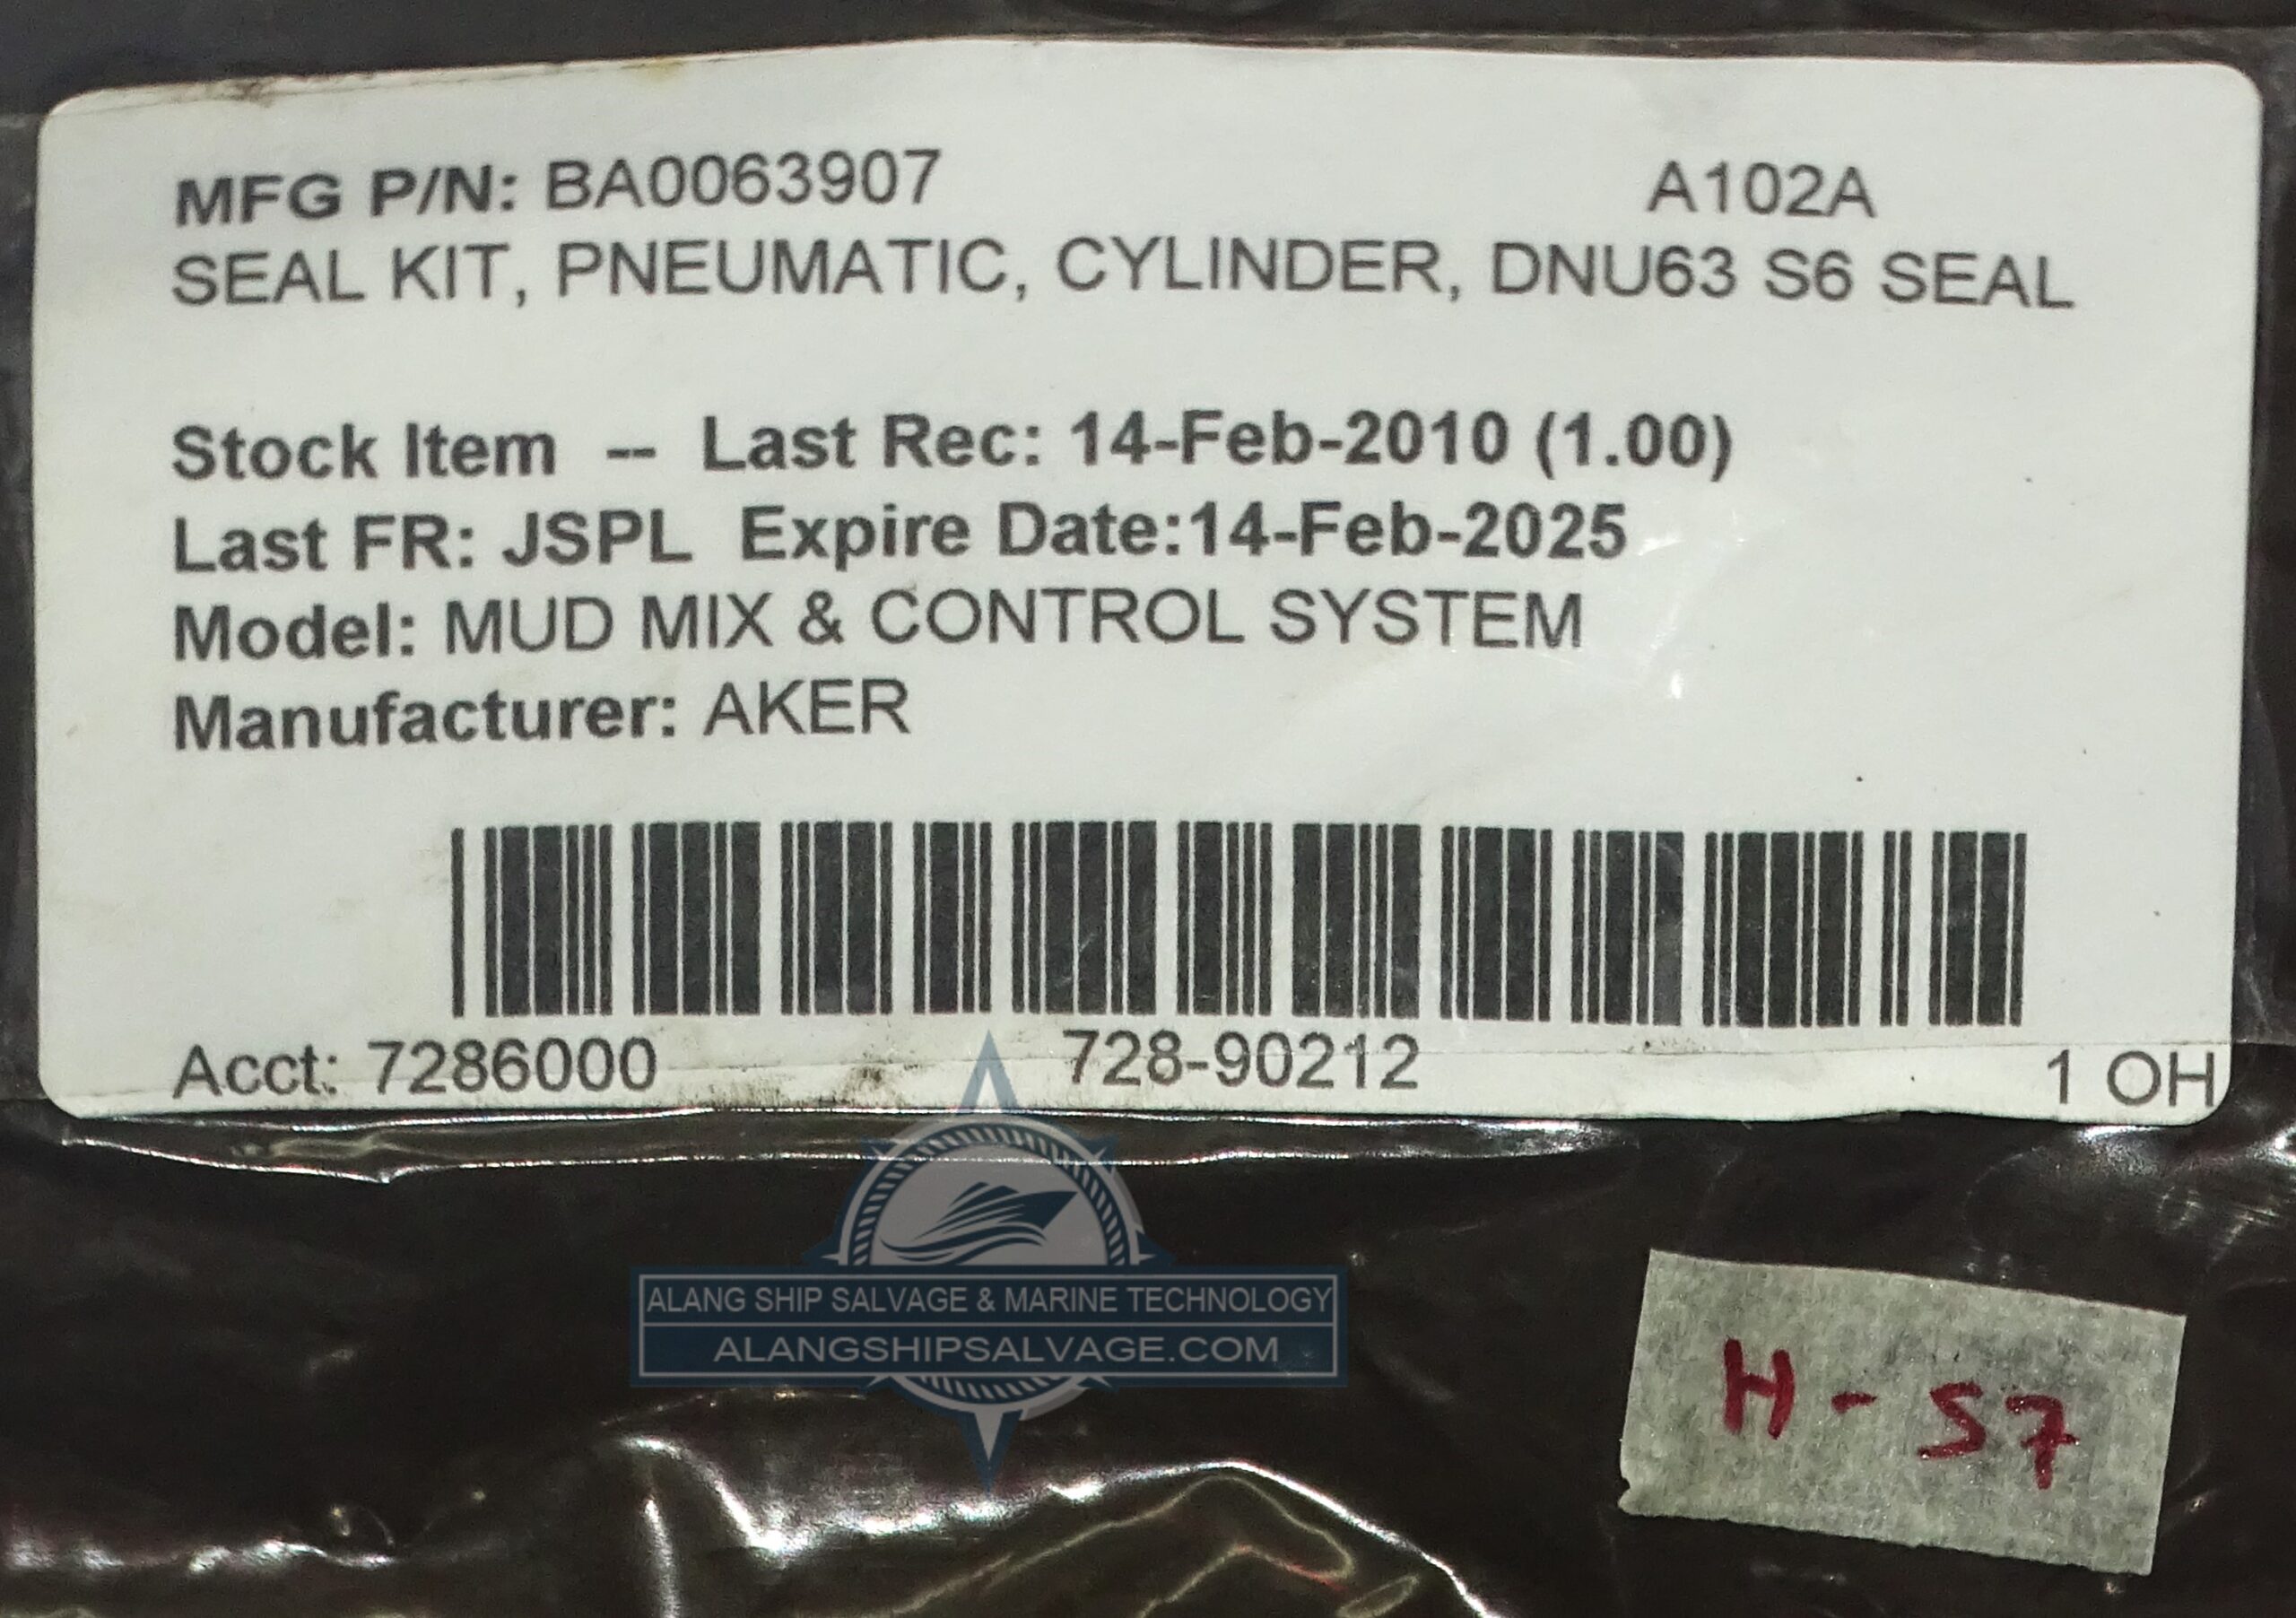 MFG P/N: BA0063907 A102A
SEAL KIT, PNEUMATIC, CYLINDER, DNU63 S6 SEAL
Stock Item -- Last Rec: 14-Feb-2010 (1.00)
Last FR: JSPL Expire Date:14-Feb-2025
Model: MUD MIX & CONTROL SYSTEM
Manufacturer: AKER
Acct: 7286000 728-90212 1 OH
ALANG SHIP SALVAGE & MARINE TECHNOLOGY
ALANGSHIPSALVAGE.COM
H - 57